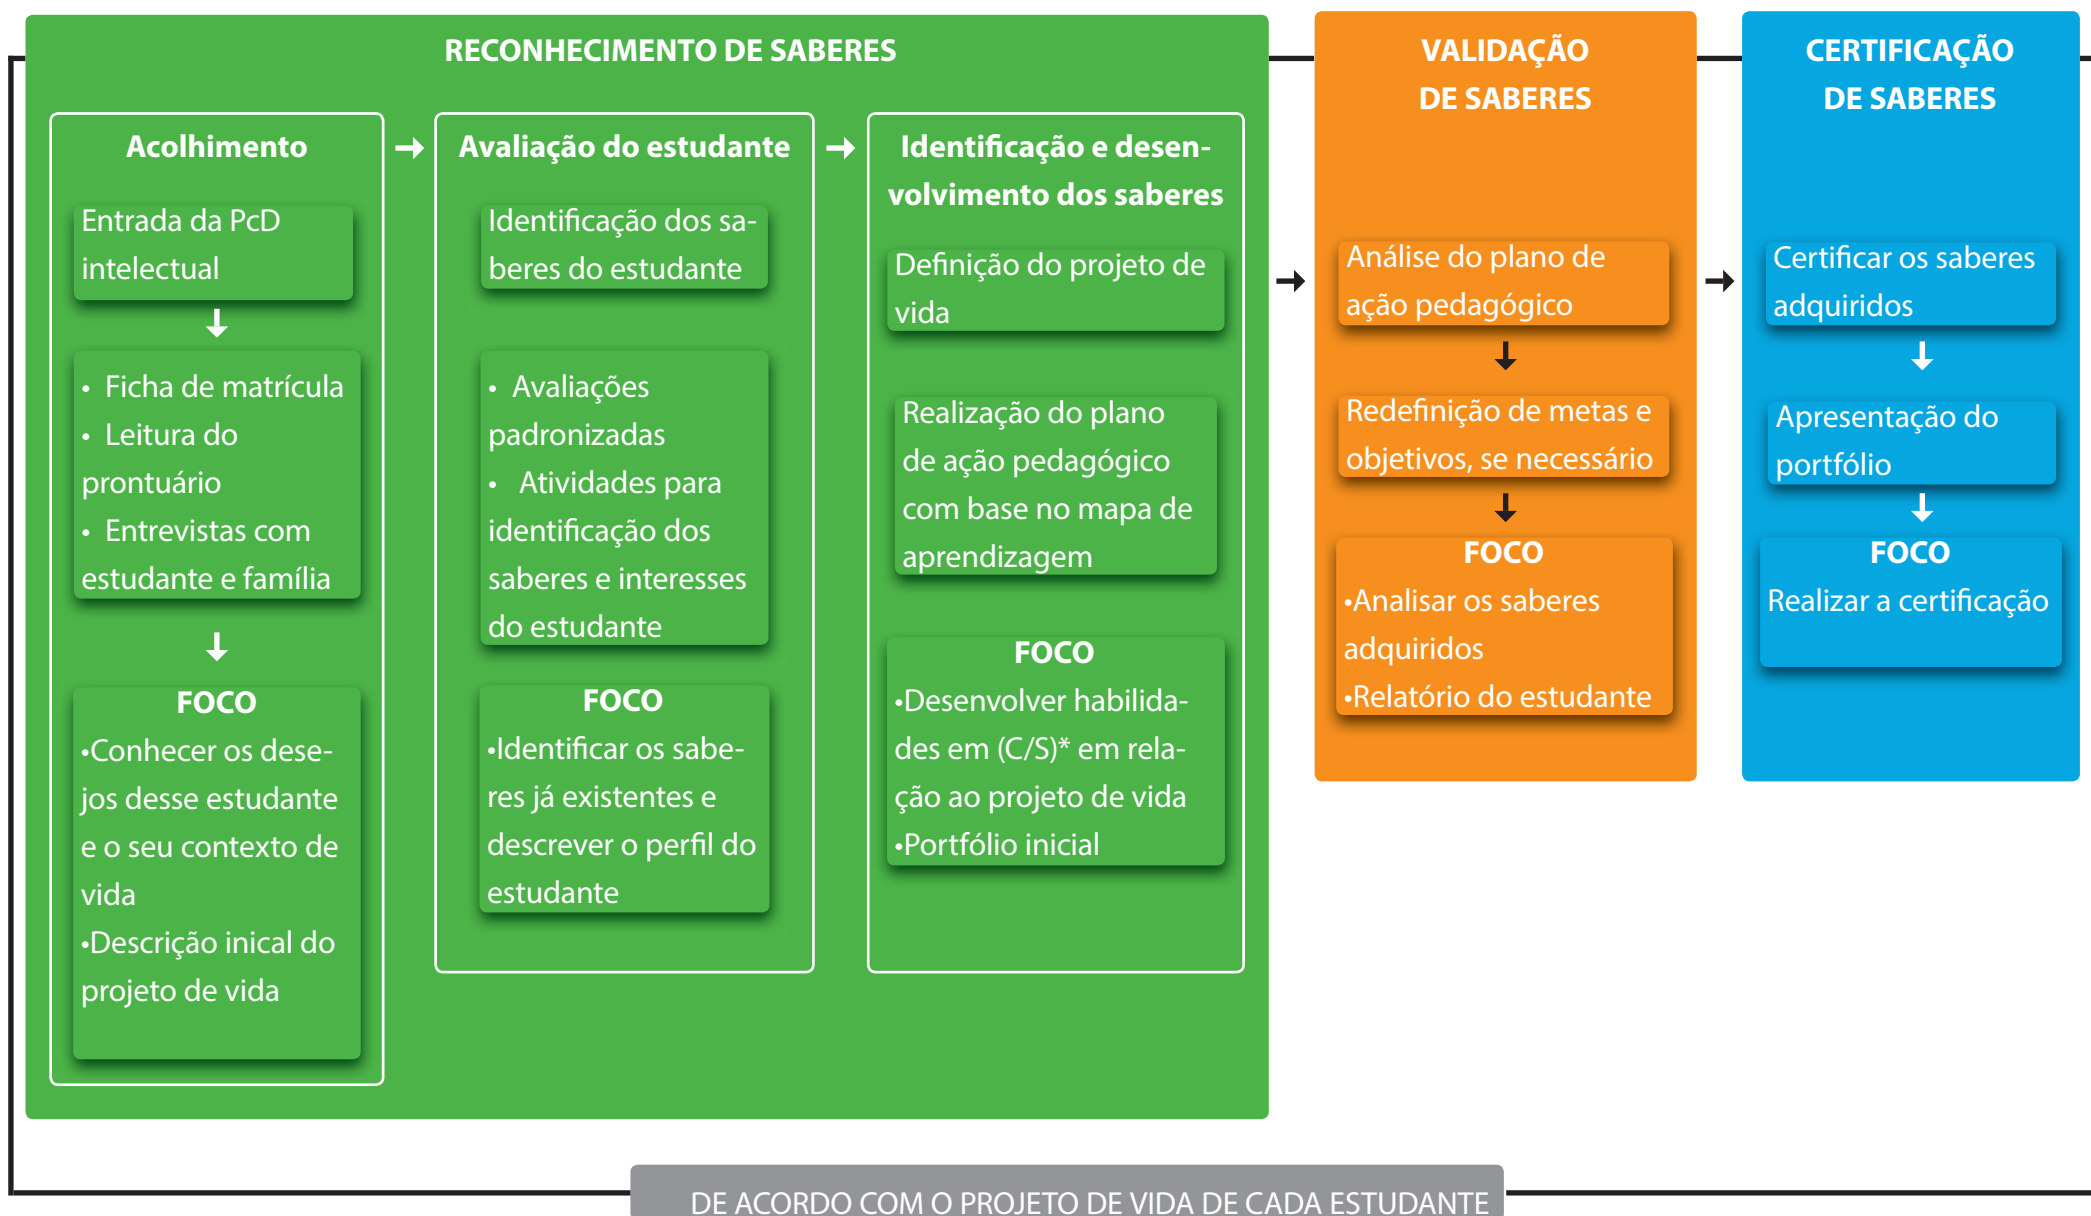 RECONHECIMENTO DE SABERES
Acolhimento
Entrada da PcD
intelectual
• Ficha de matrícula
• Leitura do
prontuário
• Entrevistas com
estudante e família
FOCO
•Conhecer os dese-
jos desse estudante
e o seu contexto de
vida
•Descrição inical do
projeto de vida
Avaliação do estudante
Identificação dos sa-
beres do estudante
• Avaliações
padronizadas
• Atividades para
identificação dos
saberes e interesses
do estudante
FOCO
•Identificar os sabe-
res já existentes e
descrever o perfil do
estudante
Identificação e desen-
volvimento dos saberes
Definição do projeto de
vida
Realização do plano
de ação pedagógico
com base no mapa de
aprendizagem
FOCO
•Desenvolver habilida-
des em (C/S)* em rela-
ção ao projeto de vida
•Portfólio inicial
VALIDAÇÃO
DE SABERES
Análise do plano de
ação pedagógico
Redefinição de metas e
objetivos, se necessário
FOCO
•Analisar os saberes
adquiridos
•Relatório do estudante
CERTIFICAÇÃO
DE SABERES
Certificar os saberes
adquiridos
Apresentação do
portfólio
FOCO
Realizar a certificação
DE ACORDO COM O PROJETO DE VIDA DE CADA ESTUDANTE